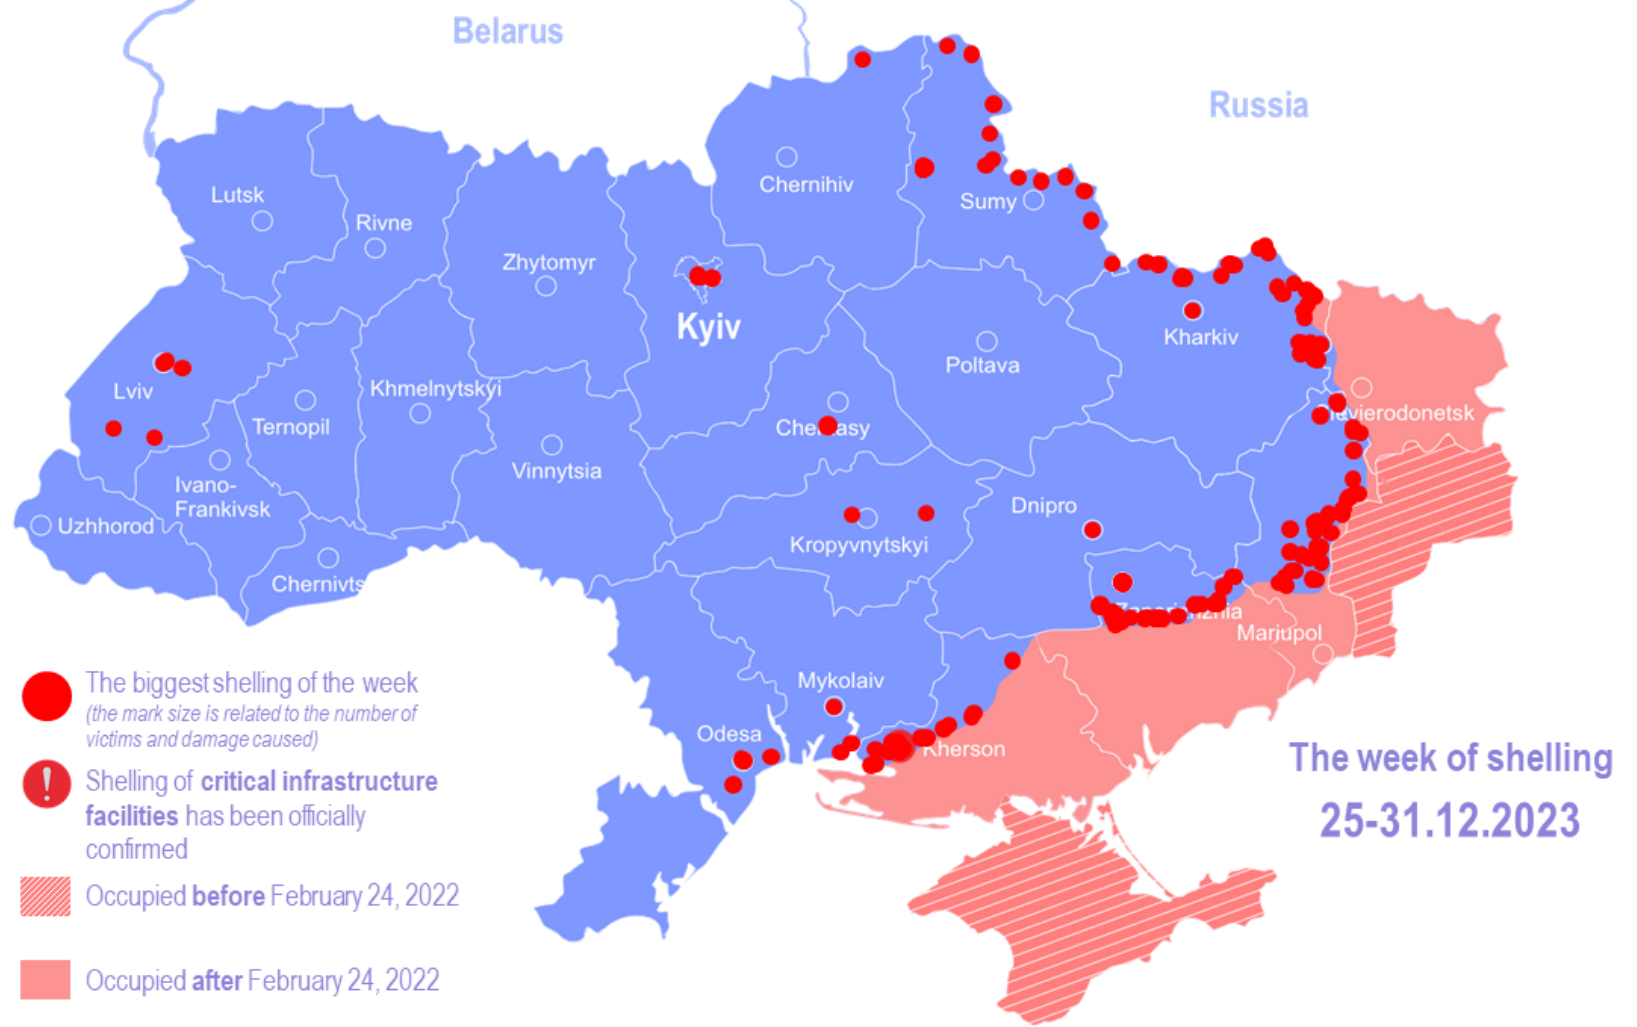 Belarus
Russia
Chernihiv
Lutsk
Sumy
Rivne
Zhytomyr
Kyiv
Kharkiv
Poltava
Lviv
Khmelnytskyi
Ternopil
Vinnytsia
Ivano-
Frankivsk
Dnipro
Uzhhorod
Kropyvnytskyi
Chernivts
Mariupol
Mykolaiv
Odesa
Kherson
The biggest shelling of the week
(the mark size is related to the number of
victims and damage caused)
!
Shelling of critical infrastructure
facilities has been officially
confirmed
Occupied before February 24, 2022
Occupied after February 24, 2022
The week of shelling
25-31.12.2023